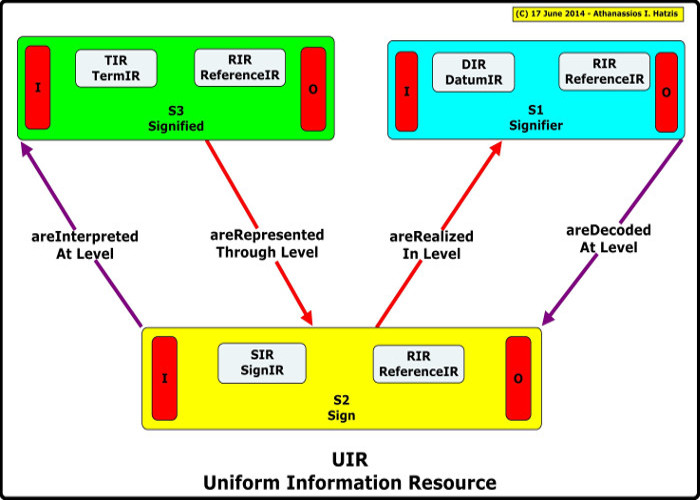 (C) 17 June 2014 - Athanassios I. Hatzis
I
TIR
TermIR
RIR
ReferenceIR
O
S3
Signified
I
DIR
DatumIR
RIR
ReferenceIR
O
S1
Signifier
areInterpreted
At Level
areRepresented
Through Level
areRealized
In Level
areDecoded
At Level
I
SIR
SignIR
RIR
ReferenceIR
O
S2
Sign
UIR
Uniform Information Resource